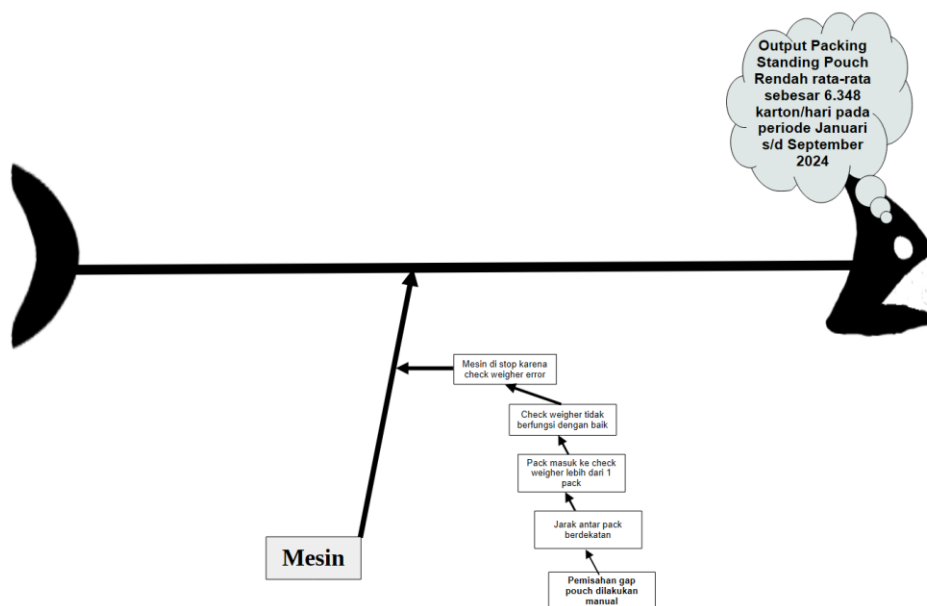 Output Packing
Standing Pouch
Rendah rata-rata
sebesar 6.348
karton/hari pada
periode Januari
s/d September
2024
Mesin di stop karena
check weigher error
Check weigher tidak
berfungsi dengan baik
Pack masuk ke check
weigher lebih dari 1
pack
Jarak antar pack
berdekatan
Pemisahan gap
pouch dilakukan
manual
Mesin